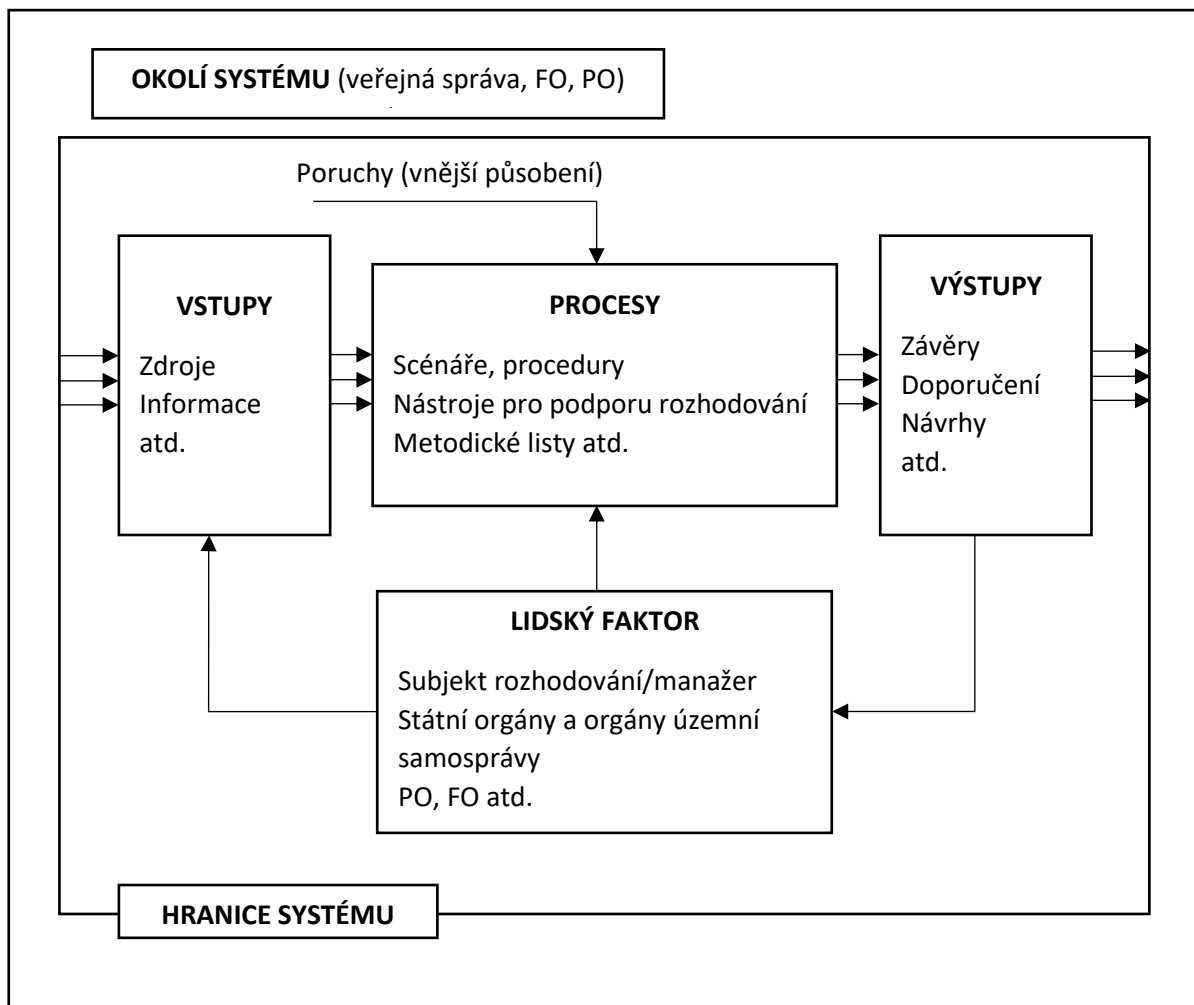 OKOLÍ SYSTÉMU (veřejná správa, FO, PO)
Poruchy (vnější působení)
VSTUPY
Zdroje
Informace
atd.
PROCESY
Scénáře, procedury
Nástroje pro podporu rozhodování
Metodické listy atd.
VÝSTUPY
Závěry
Doporučení
Návrhy
atd.
LIDSKÝ FAKTOR
Subjekt rozhodování/manažer
Státní orgány a orgány územní
samosprávy
PO, FO atd.
HRANICE SYSTÉMU